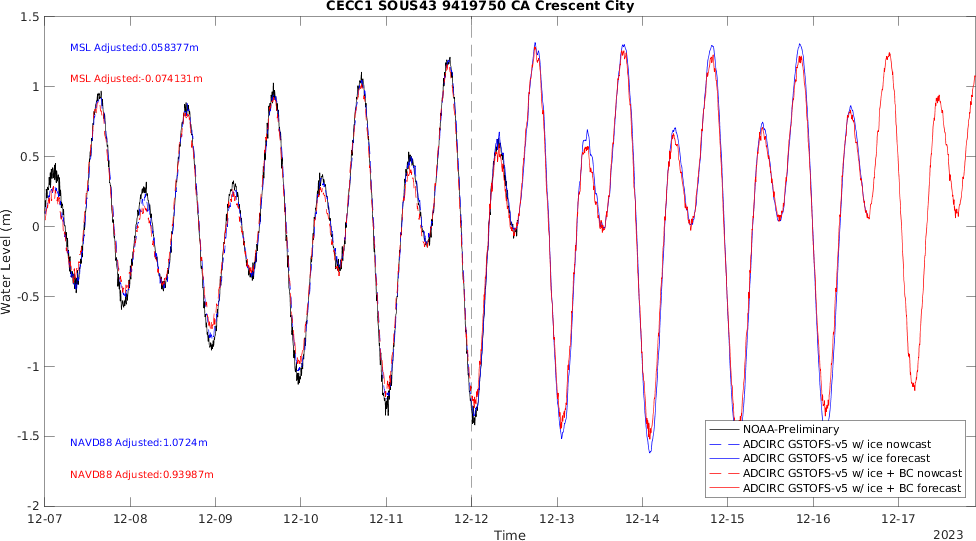 CECC1 SOUS43 9419750 CA Crescent City
1.5
MSL Adjusted:0.058377m
MSL Adjusted:-0.074131m
1
0.5
0
-0.5
-1
-1.5
-2
Water Level (m)
NAVD88 Adjusted:1.0724m
NAVD88 Adjusted:0.93987m
NOAA-Preliminary
ADCIRC GSTOFS-v5 w/ ice nowcast
ADCIRC GSTOFS-v5 w/ ice forecast
ADCIRC GSTOFS-v5 w/ ice + BC nowcast
ADCIRC GSTOFS-v5 w/ ice + BC forecast
12-07 12-08 12-09 12-10 12-11 12-12 12-13 12-14 12-15 12-16 12-17
Time
2023